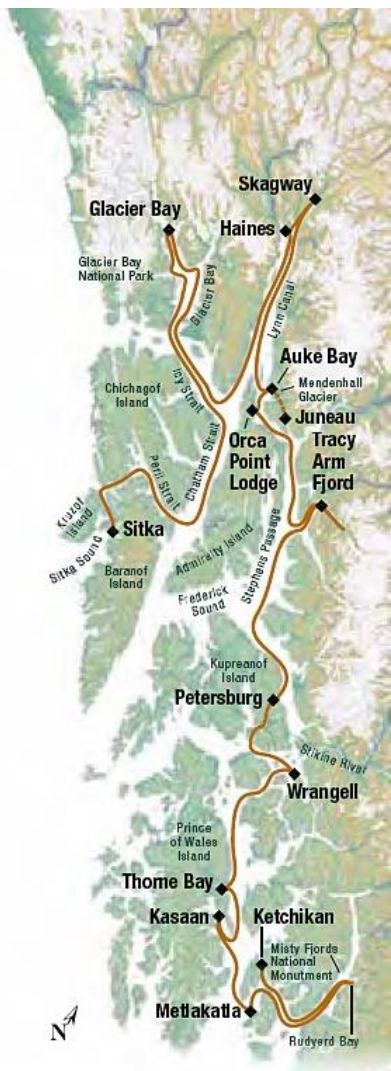 Skagway
Glacier Bay
Haines
Glacier Bay
National Park
Glacier Bay
Lynn Canal
Auke Bay
Mendenhall
Glacier
Icy Strait
Chichagof
Island
Juneau
Orca
Point
Lodge
Tracy
Arm
Fjord
Chatham Strait
Peril Strait
Kruzof
Island
Sitka
Sitka Sound
Baranof
Island
Admiralty Island
Stephens Passage
Frederick
Sound
Kupreanof
Island
Petersburg
Stikine River
Wrangell
Prince
of Wales
Island
Thorne Bay
Kasaan
Ketchikan
Misty Fjords
National
Monutment
Metlakatla
N
Rudyerd Bay